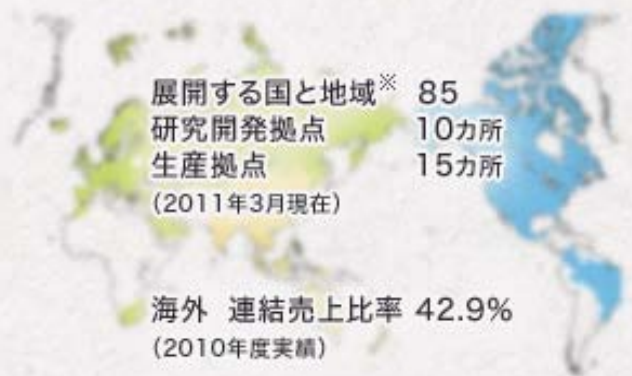 展開する国と地域※ 85
研究開発拠点 10カ所
生産拠点 15カ所
(2011年3月現在)
海外 連結売上比率 42.9%
(2010年度実績)